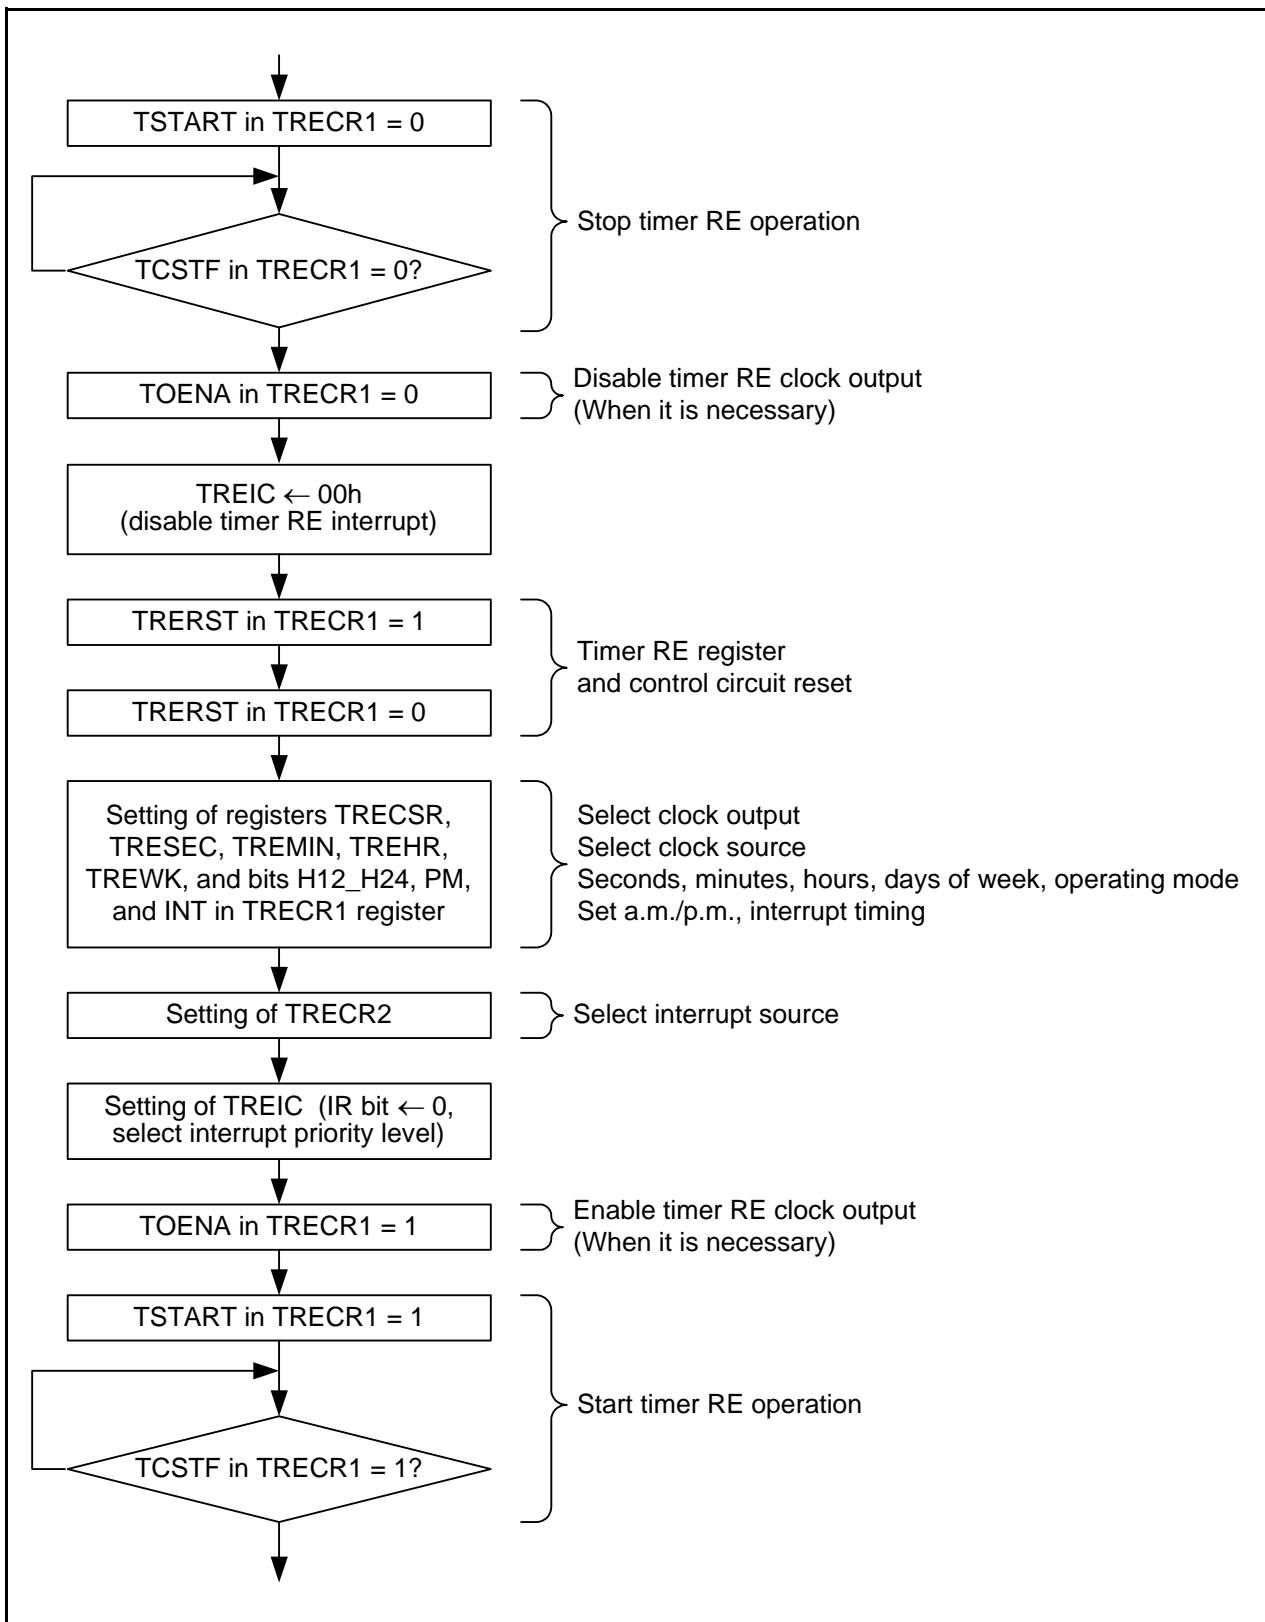 TSTART in TRECR1 = 0
TCSTF in TRECR1 = 0?
Stop timer RE operation
TOENA in TRECR1 = 0
Disable timer RE clock output
(When it is necessary)
TREIC ← 00h
(disable timer RE interrupt)
TRERST in TRECR1 = 1
TRERST in TRECR1 = 0
Timer RE register
and control circuit reset
Setting of registers TRECSR,
TRESEC, TREMIN, TREHR,
TREWK, and bits H12_H24, PM,
and INT in TRECR1 register
Select clock output
Select clock source
Seconds, minutes, hours, days of week, operating mode
Set a.m./p.m., interrupt timing
Setting of TRECR2
Select interrupt source
Setting of TREIC (IR bit ← 0,
select interrupt priority level)
TOENA in TRECR1 = 1
Enable timer RE clock output
(When it is necessary)
TSTART in TRECR1 = 1
TCSTF in TRECR1 = 1?
Start timer RE operation